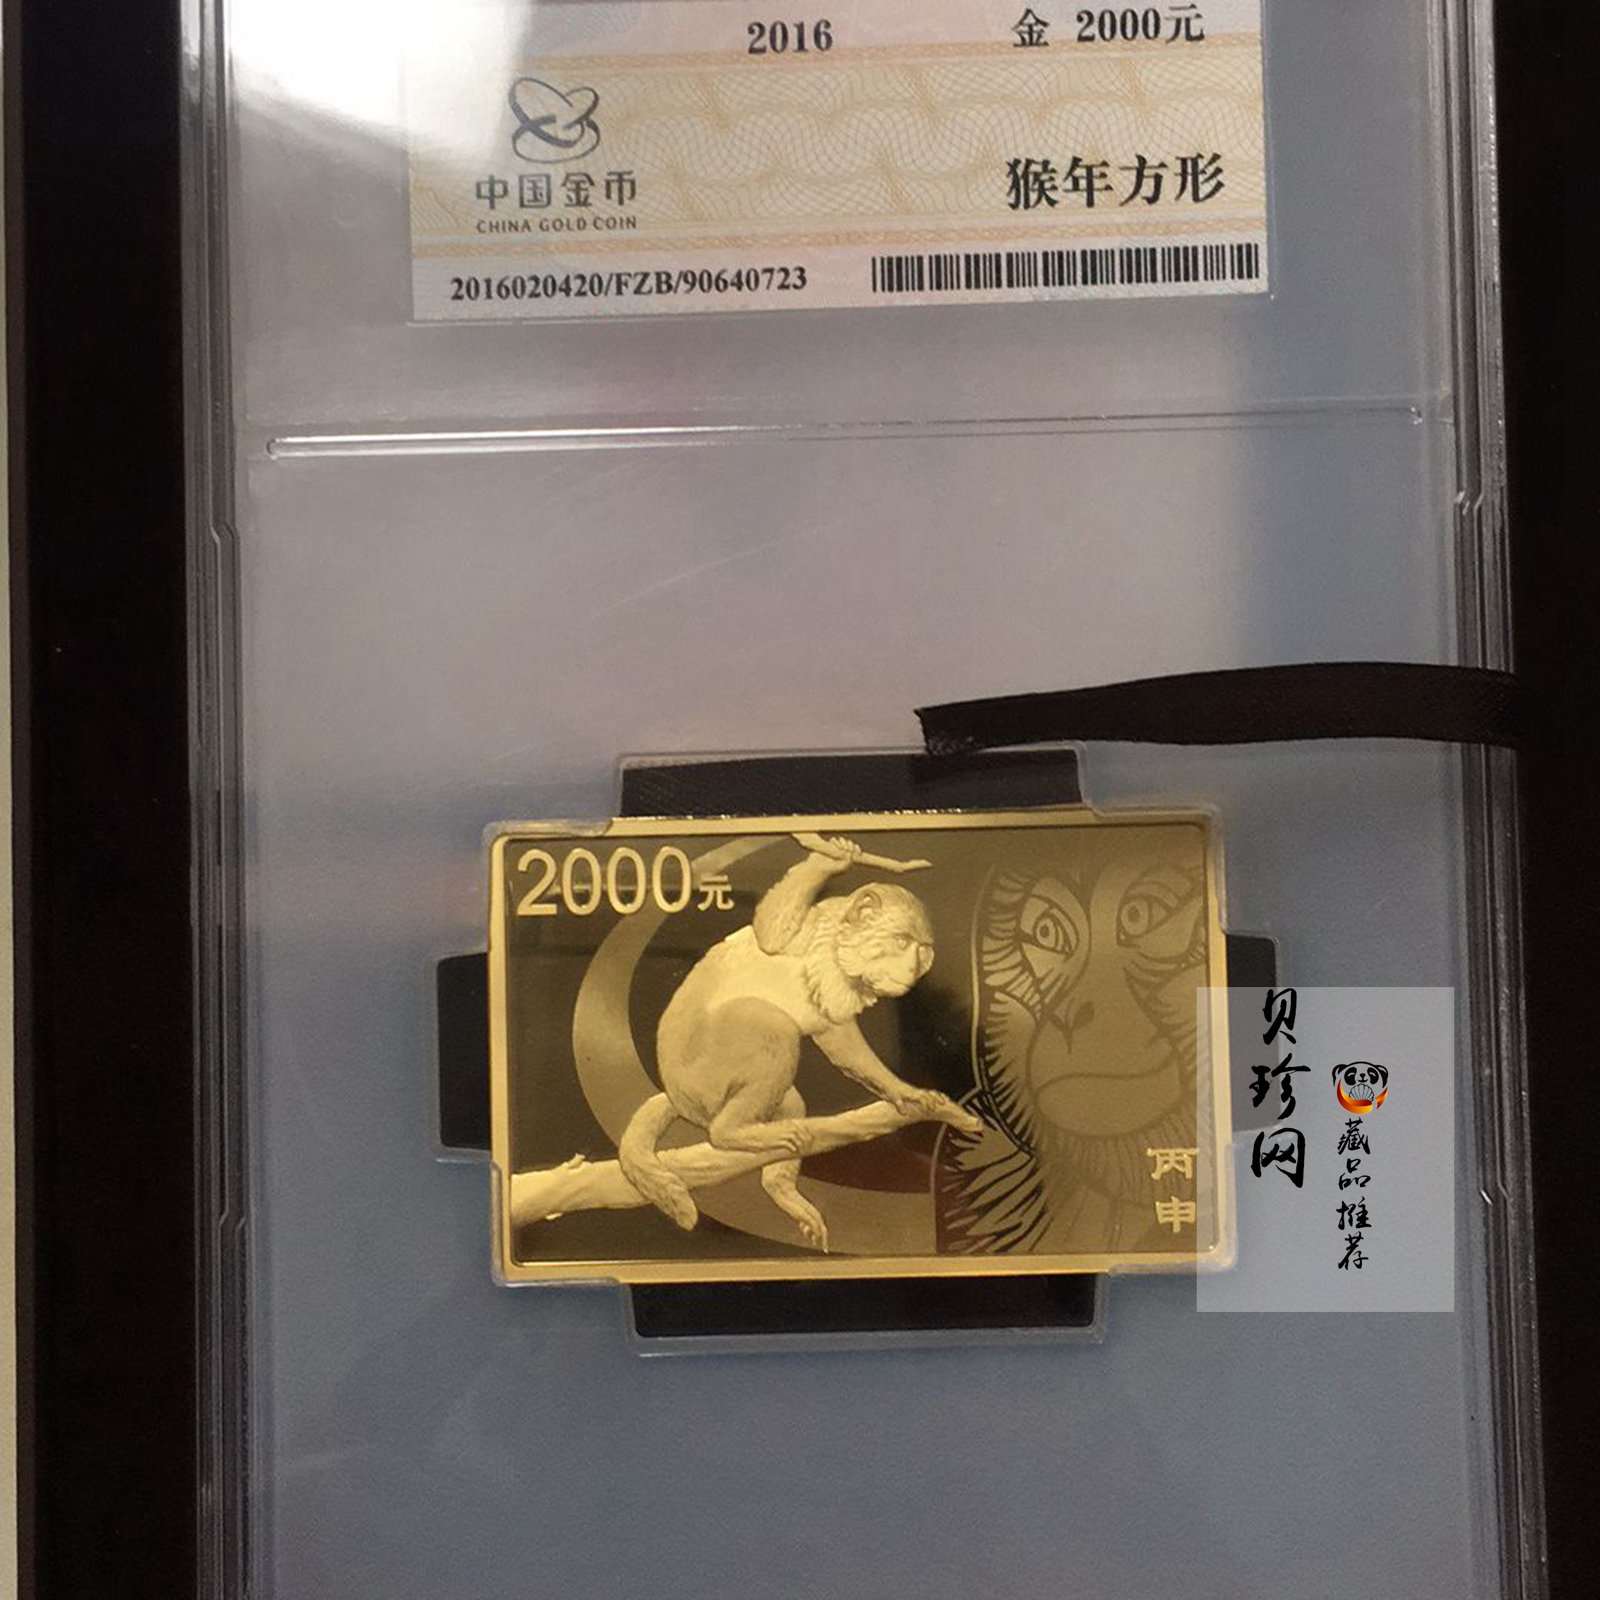 2016
金 2000元
中国金币
CHINA GOLD COIN
猴年方形
2016020420/FZB/90640723
2000元
丙申
贝珍网
藏品推荐